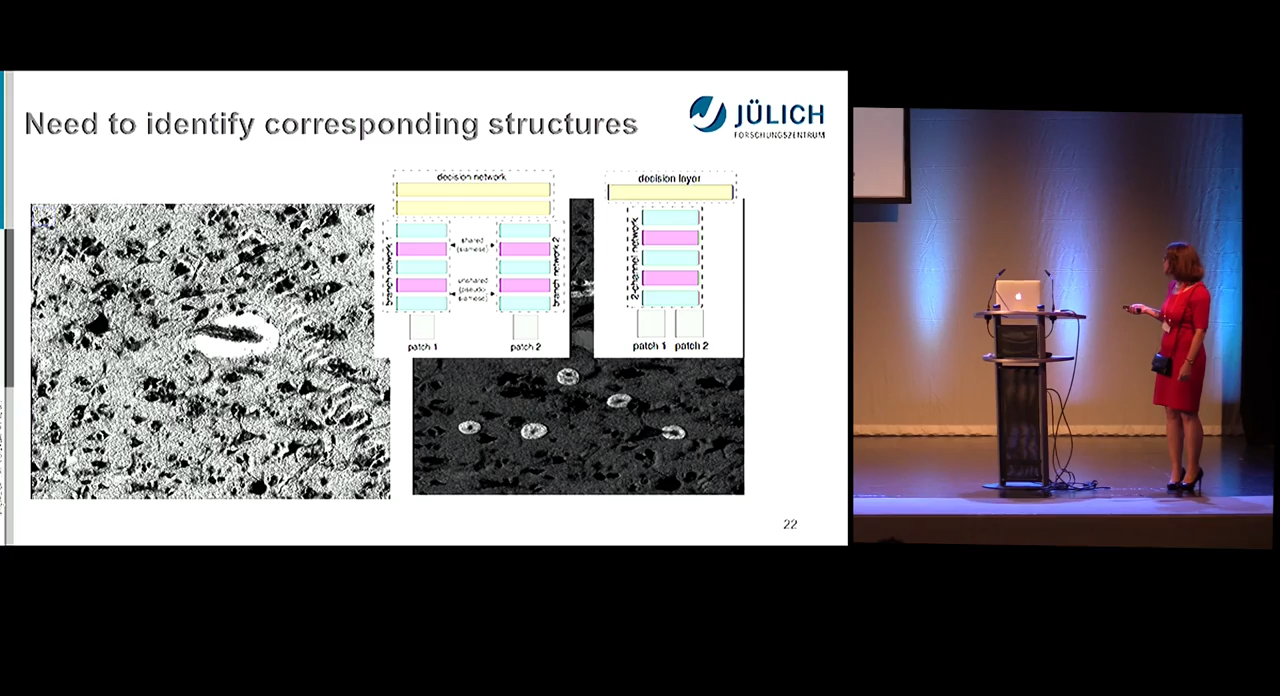 Need to identify corresponding structures
JÜLICH
FORSCHUNGSZENTRUM
decision network
branch network 1
shared
(siamese)
unshared
(pseudo-
siamese)
branch network 2
patch 1
patch 2
decision layer
2-channel network
patch 1
patch 2
22